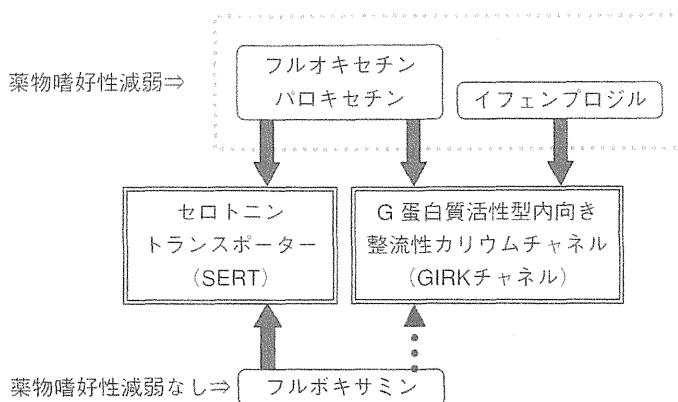 薬物嗜好性減弱⇒
フルオキセチン
パロキセチン
イフェンプロジル
セロトニン
トランスポーター
（SERT）
G 蛋白質活性型内向き
整流性カリウムチャネル
（GIRKチャネル）
薬物嗜好性減弱なし⇒
フルボキサミン